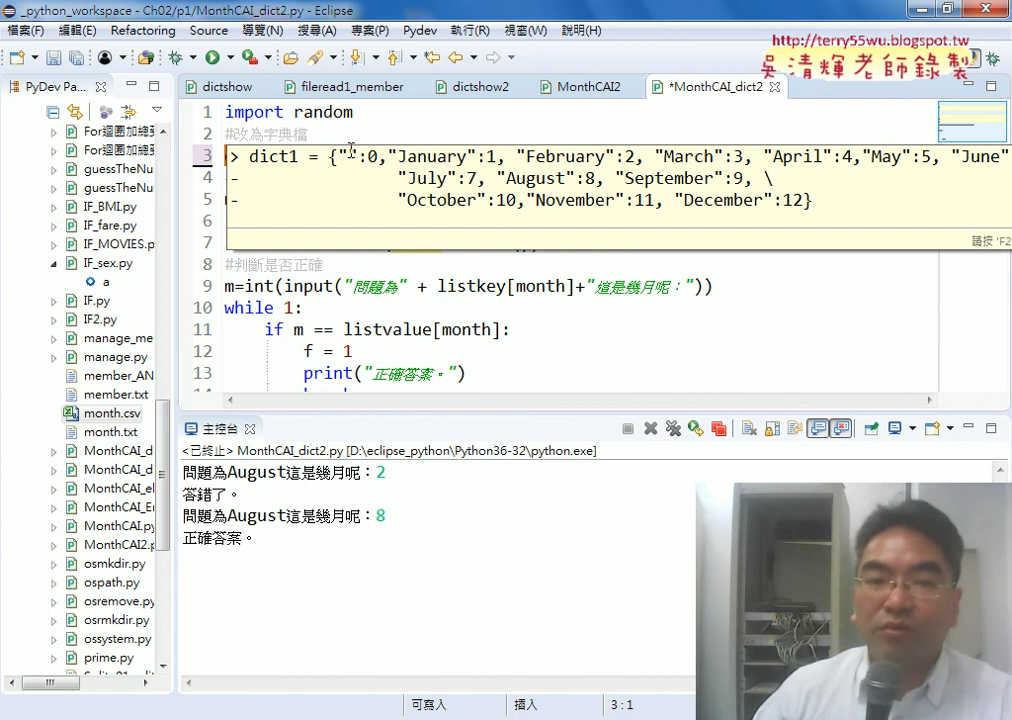 _python_workspace - Ch02/p1/MonthCAI_dict2.py - Eclipse
檔案(F) 編輯(E) Refactoring Source 導覽(N) 搜尋(A) 專案(P) Pydev 執行(R) 視窗(W) 說明(H)
http://terry55wu.blogspot.tw
吳清輝老師錄製
PyDev Pa...
dictshow
fileread1_member
dictshow2
MonthCAI2
*MonthCAI_dict2
For迴圈加總到
For迴圈加總9
guessTheNu
guessTheNu
IF_BMI.py
IF_fare.py
IF_MOVIES.p
IF_sex.py
a
IF.py
IF2.py
manage_me
manage.py
member_AN
member.txt
month.csv
month.txt
MonthCAI_d
MonthCAI_d
MonthCAI_el
MonthCAI_Er
MonthCAI.py
MonthCAI2.p
osmkdir.py
ospath.py
osremove.py
osrmkdir.py
ossystem.py
prime.py
1 import random
2 #改為字典檔
3 > dict1 = {"":0,"January":1, "February":2, "March":3, "April":4,"May":5, "June"
4 - "July":7, "August":8, "September":9, \
5 - "October":10,"November":11, "December":12}
6
7
請按 'F2
8 #判斷是否正確
9 m=int(input("問題為" + listkey[month]+"這是幾月呢："))
10 while 1:
11 if m == listvalue[month]:
12 f = 1
13 print("正確答案。")
主控台
<已終止> MonthCAI_dict2.py [D:\eclipse_python\Python36-32\python.exe]
問題為August這是幾月呢：2
答錯了。
問題為August這是幾月呢：8
正確答案。
可寫入 插入 3 : 1